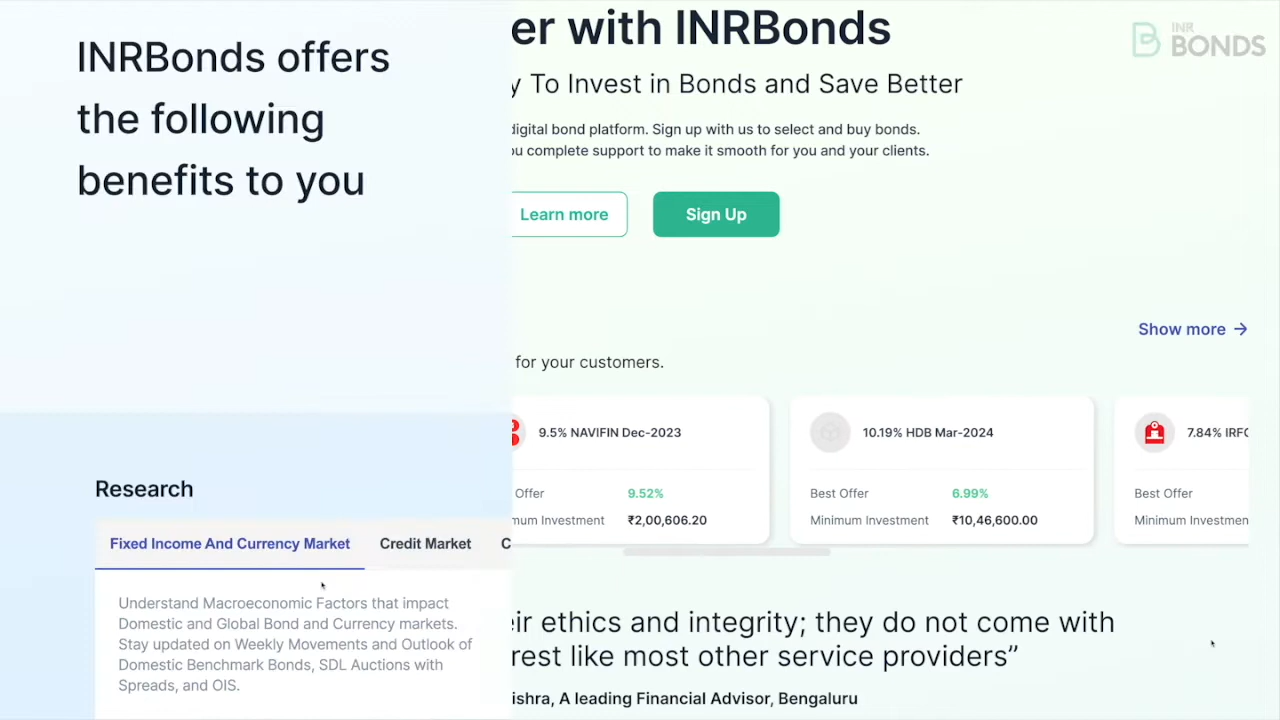 INRBonds offers
the following
benefits to you
Research
Fixed Income And Currency Market
Credit Market
C
Understand Macroeconomic Factors that impact
Domestic and Global Bond and Currency markets.
Stay updated on Weekly Movements and Outlook of
Domestic Benchmark Bonds, SDL Auctions with
Spreads, and OIS.
INR
BONDS
er with INRBonds
y To Invest in Bonds and Save Better
digital bond platform. Sign up with us to select and buy bonds.
ou complete support to make it smooth for you and your clients.
Learn more
Sign Up
Show more →
for your customers.
9.5% NAVIFIN Dec-2023
Offer 9.52%
mum Investment ₹2,00,606.20
10.19% HDB Mar-2024
Best Offer 6.99%
Minimum Investment ₹10,46,600.00
7.84% IRFC
Best Offer
Minimum Investmen
eir ethics and integrity; they do not come with
rest like most other service providers”
ishra, A leading Financial Advisor, Bengaluru